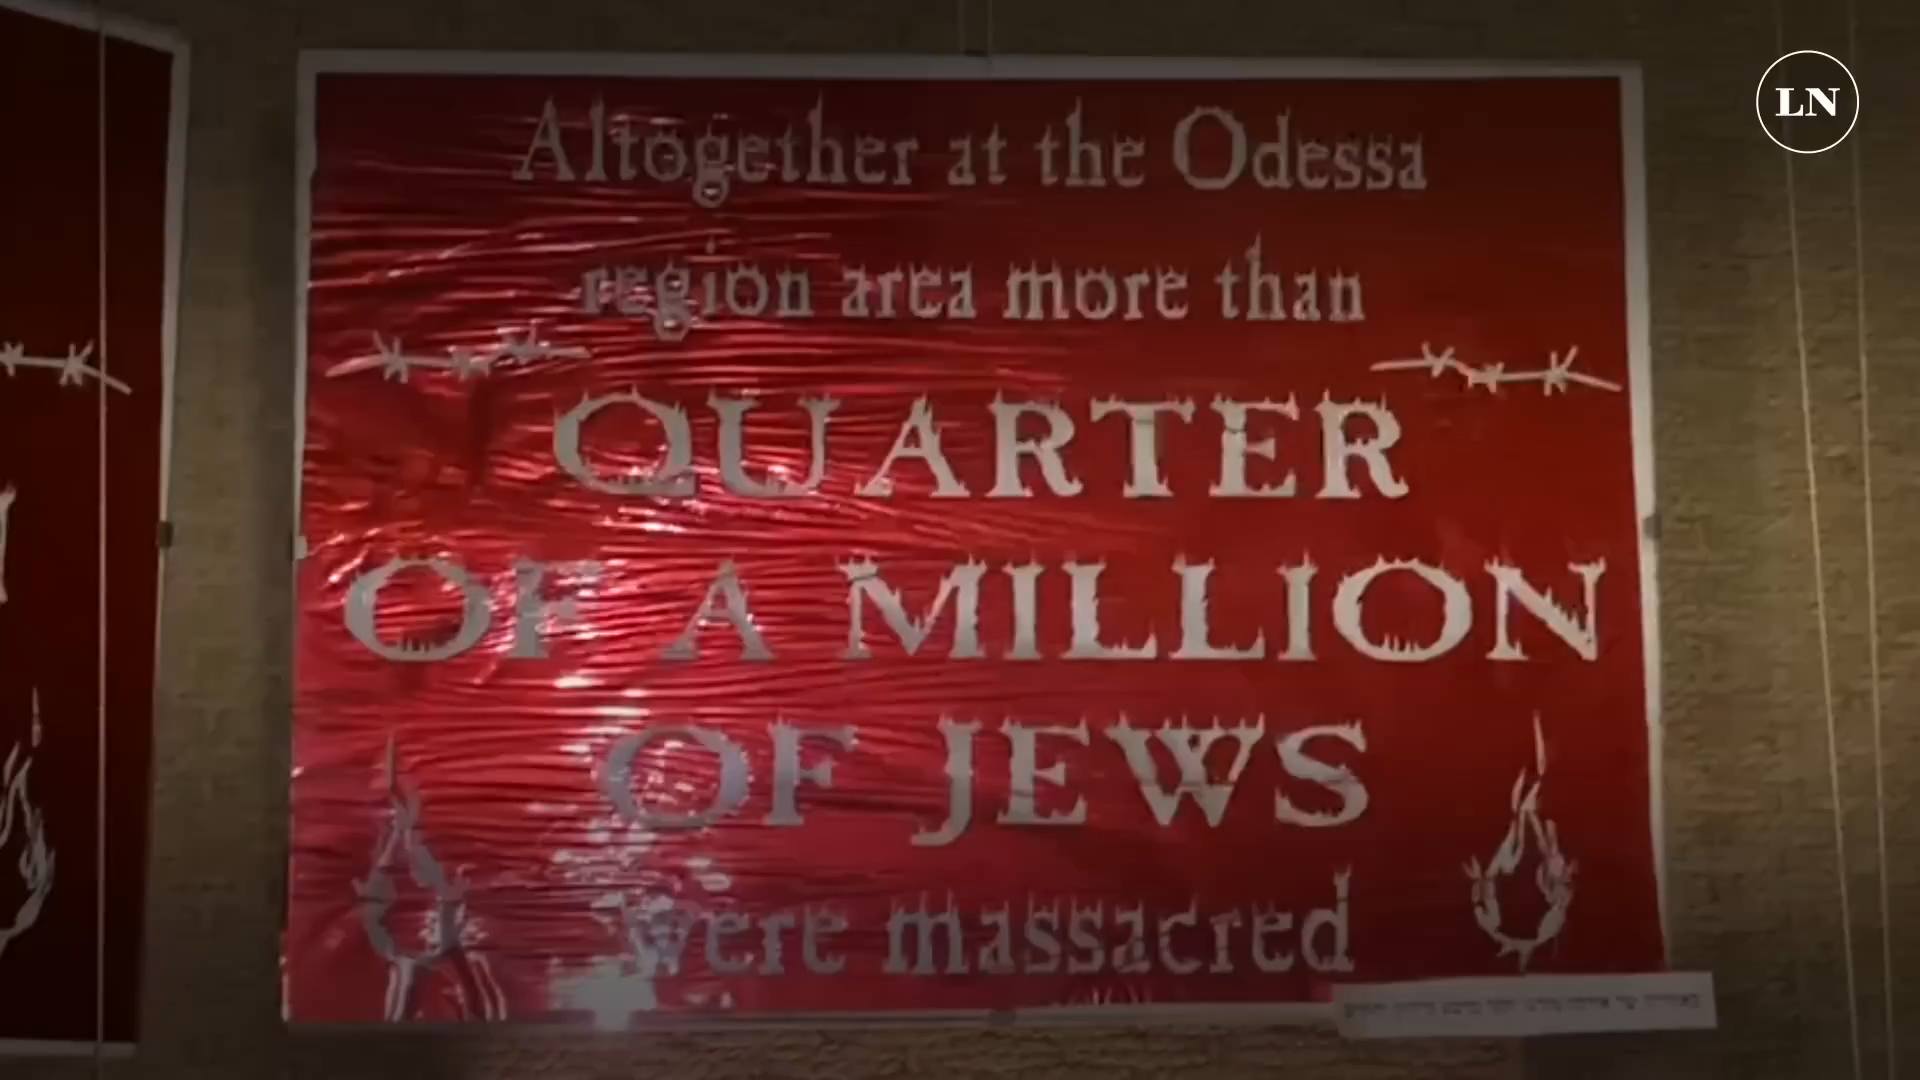 LN
Altogether at the Odessa
region area more than
QUARTER
OF A MILLION
OF JEWS
were massacred